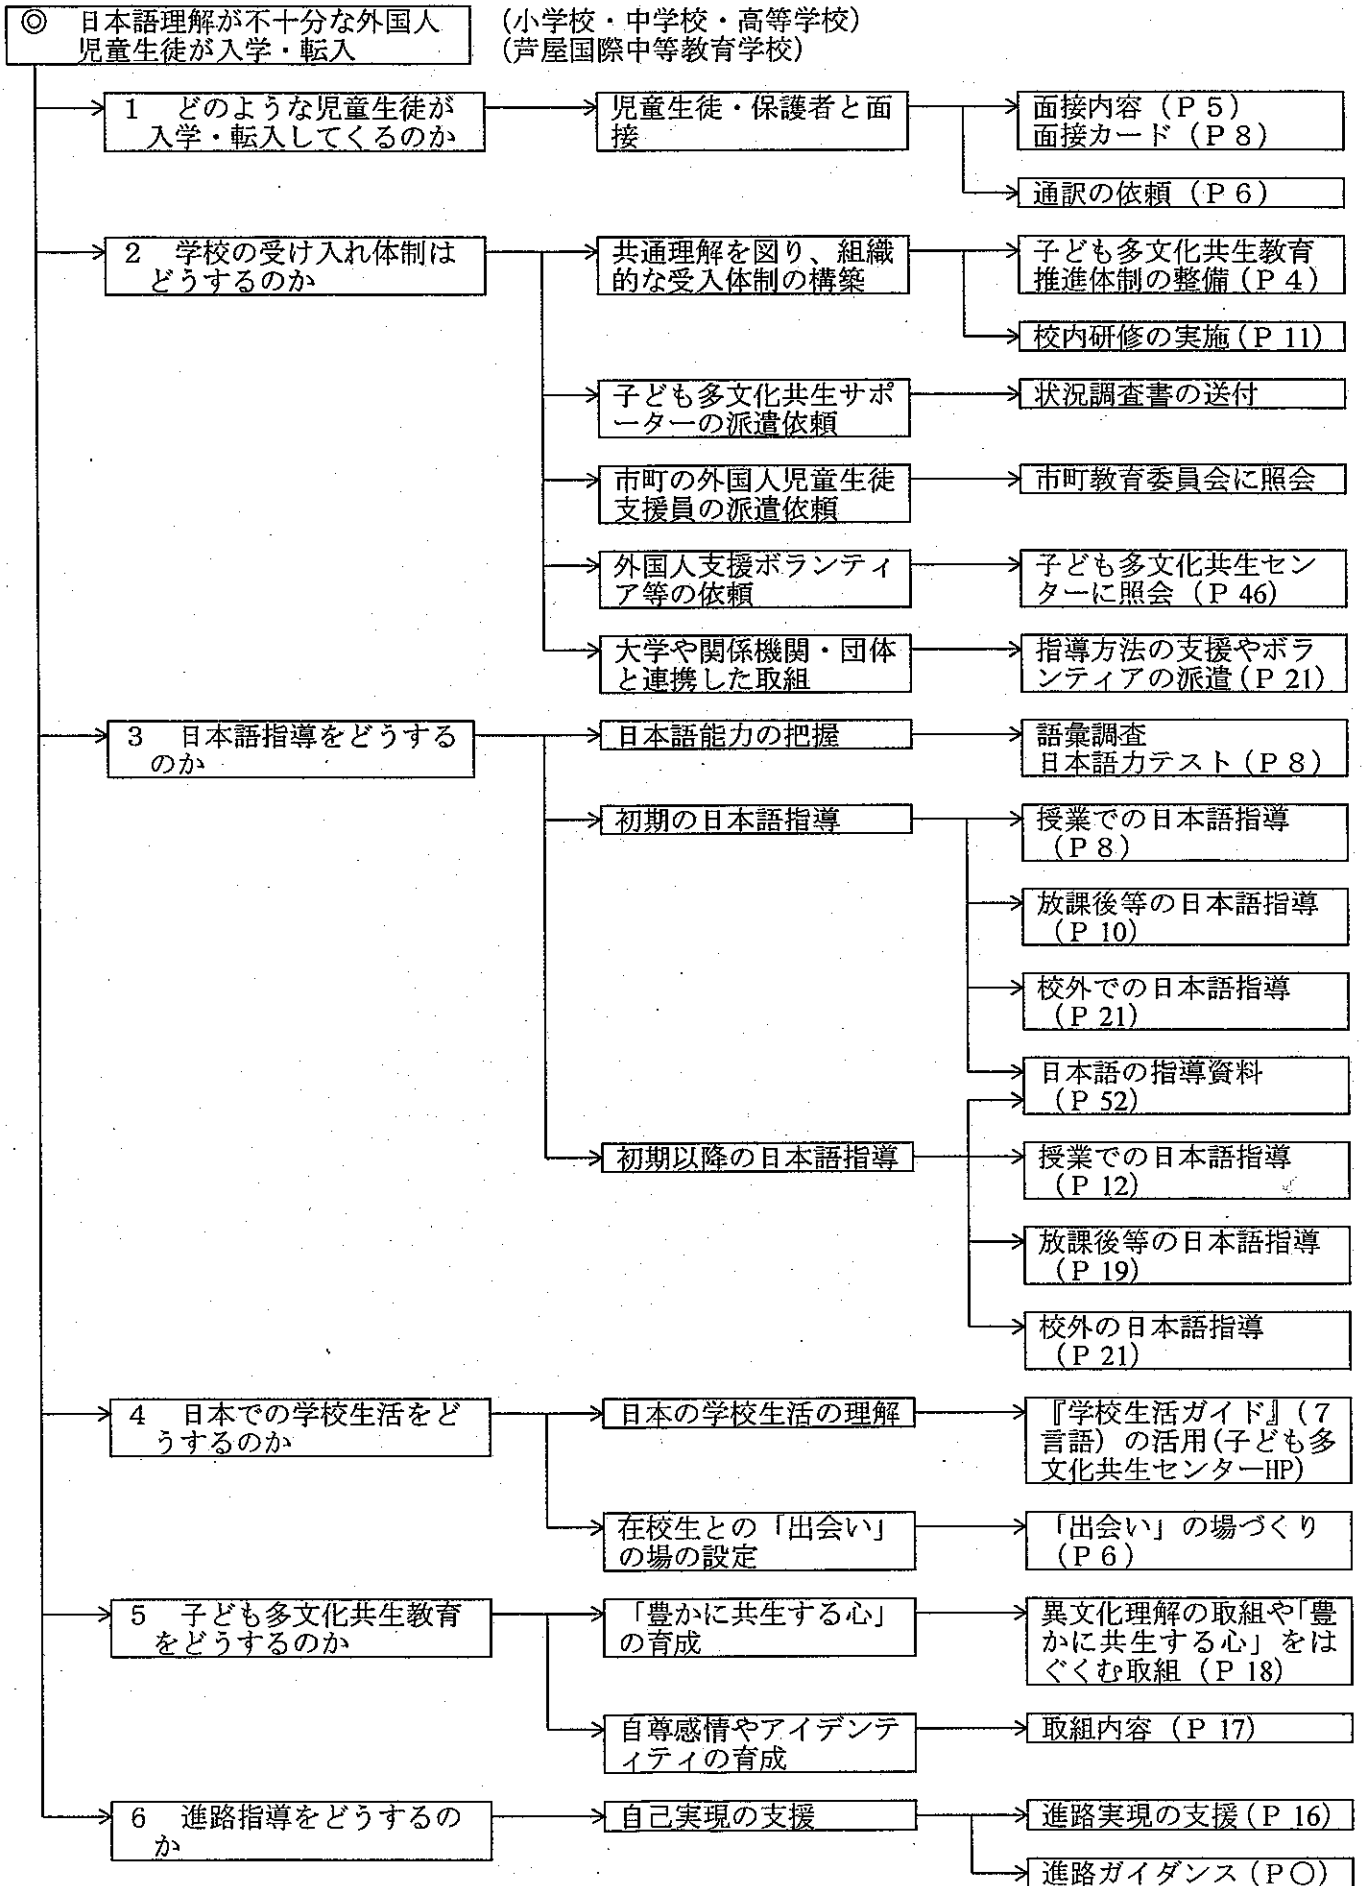 ◎ 日本語理解が不十分な外国人
児童生徒が入学・転入
(小学校・中学校・高等学校)
(芦屋国際中等教育学校)
1 どのような児童生徒が
入学・転入してくるのか
児童生徒・保護者と面
接
面接内容(P5)
面接カード(P8)
通訳の依頼(P6)
2 学校の受け入れ体制は
どうするのか
共通理解を図り、組織
的な受入体制の構築
子ども多文化共生教育
推進体制の整備(P4)
校内研修の実施(P 11)
子ども多文化共生サポ
ーターの派遣依頼
状況調査書の送付
市町の外国人児童生徒
支援員の派遣依頼
市町教育委員会に照会
外国人支援ボランティ
ア等の依頼
子ども多文化共生セン
ターに照会(P 46)
大学や関係機関・団体
と連携した取組
指導方法の支援やボラ
ンティアの派遣(P 21)
3 日本語指導をどうする
のか
日本語能力の把握
語彙調査
日本語力テスト(P8)
初期の日本語指導
授業での日本語指導
(P8)
放課後等の日本語指導
(P 10)
校外での日本語指導
(P 21)
日本語の指導資料
(P 52)
初期以降の日本語指導
授業での日本語指導
(P 12)
放課後等の日本語指導
(P 19)
校外の日本語指導
(P 21)
4 日本での学校生活をど
うするのか
日本の学校生活の理解
『学校生活ガイド』(7
言語)の活用(子ども多
文化共生センターHP)
在校生との「出会い」
の場の設定
「出会い」の場づくり
(P6)
5 子ども多文化共生教育
をどうするのか
「豊かに共生する心」
の育成
異文化理解の取組や「豊
かに共生する心」をは
ぐくむ取組(P 18)
自尊感情やアイデンテ
ィティの育成
取組内容(P 17)
6 進路指導をどうするの
か
自己実現の支援
進路実現の支援(P 16)
進路ガイダンス(P○)